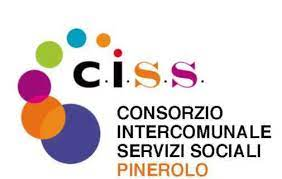 c.i.s.s.
CONSORZIO
INTERCOMUNALE
SERVIZI SOCIALI
PINEROLO